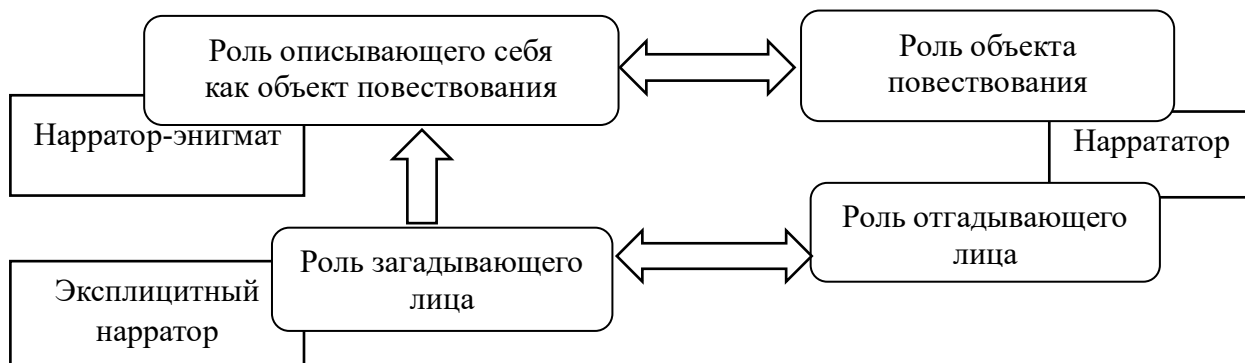 Роль описывающего себя
как объект повествования
Роль объекта
повествования
Нарратор-энигмат
Наррататор
Роль отгадывающего
лица
Роль загадывающего
лица
Эксплицитный
нарратор